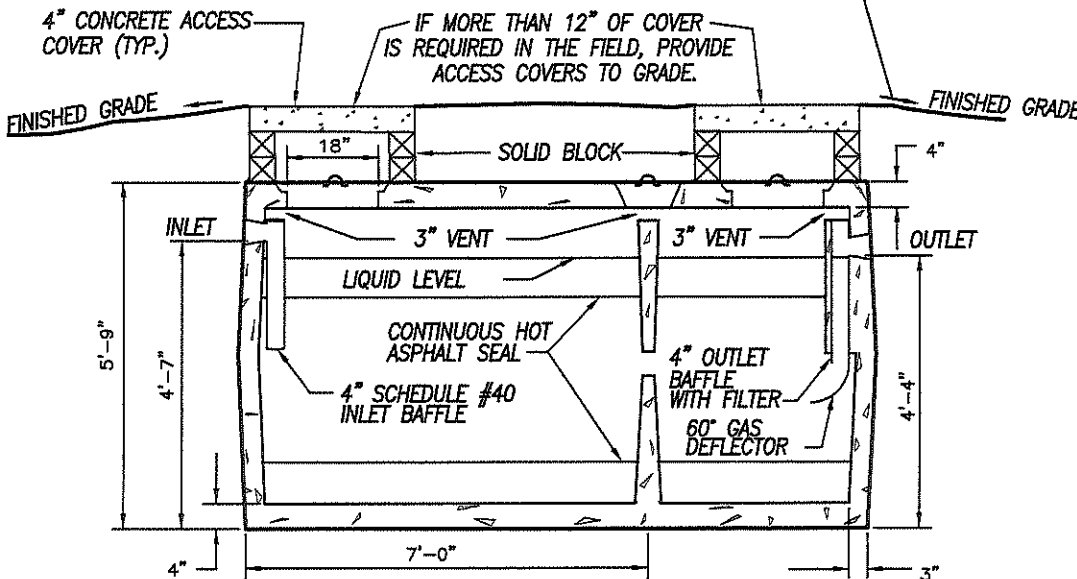 4" CONCRETE ACCESS
COVER (TYP.)
IF MORE THAN 12" OF COVER
IS REQUIRED IN THE FIELD, PROVIDE
ACCESS COVERS TO GRADE.
FINISHED GRADE
FINISHED GRADE
18"
SOLID BLOCK
4"
INLET
3" VENT
3" VENT
OUTLET
LIQUID LEVEL
CONTINUOUS HOT
ASPHALT SEAL
5'-9"
4'-7"
4" SCHEDULE #40
INLET BAFFLE
4" OUTLET
BAFFLE
WITH FILTER
60° GAS
DEFLECTOR
4'-4"
4"
7'-0"
3"